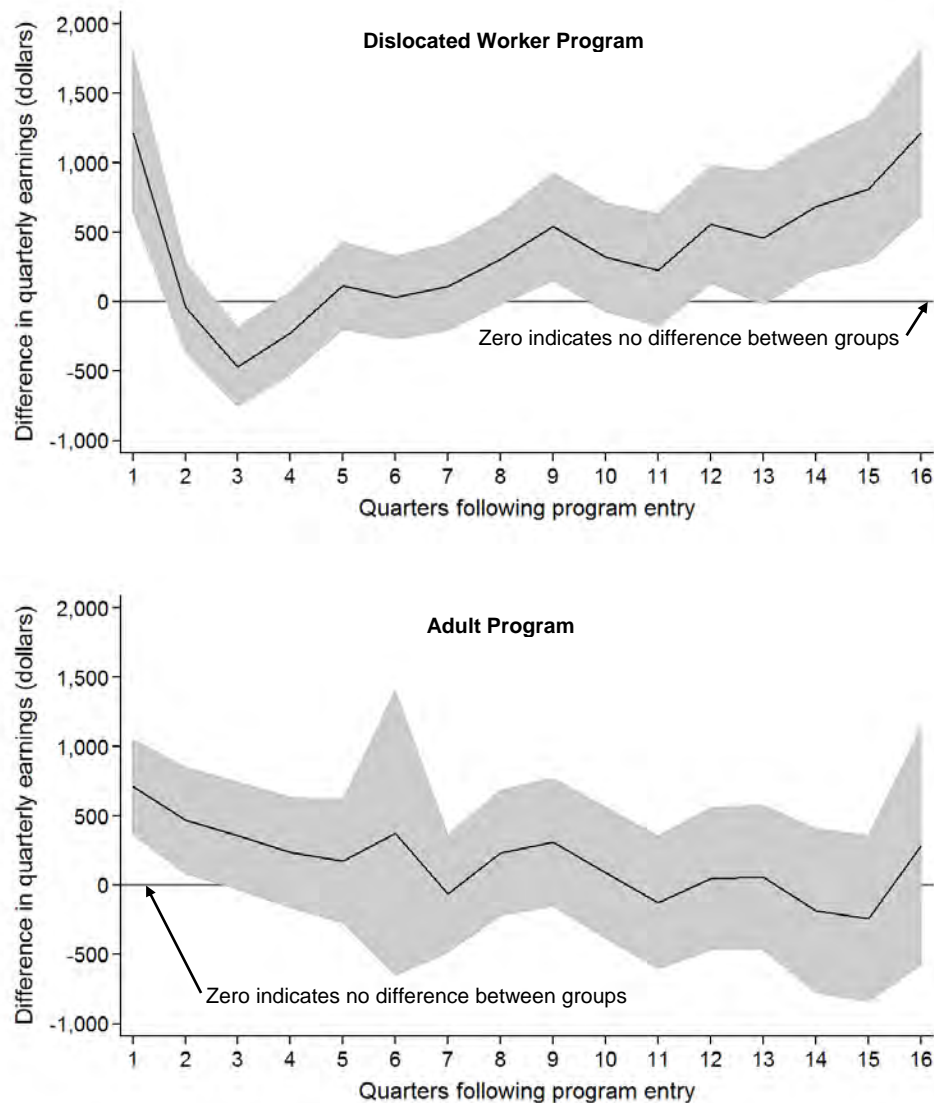 Dislocated Worker Program
Difference in quarterly earnings (dollars)
2,000
1,500
1,000
500
0
-500
-1,000
Zero indicates no difference between groups
1 2 3 4 5 6 7 8 9 10 11 12 13 14 15 16
Quarters following program entry
Adult Program
Difference in quarterly earnings (dollars)
2,000
1,500
1,000
500
0
-500
-1,000
Zero indicates no difference between groups
1 2 3 4 5 6 7 8 9 10 11 12 13 14 15 16
Quarters following program entry